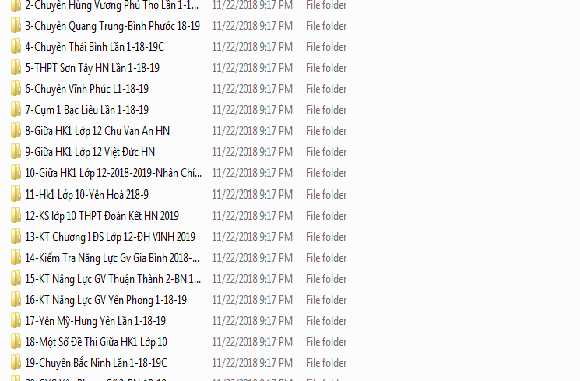 2-Chuyên Hùng Vương Phú Thọ Lần 1-1... 11/22/2018 9:17 PM File folder
3-Chuyên Quang Trung-Bình Phước 18-19 11/22/2018 9:17 PM File folder
4-Chuyên Thái Bình Lần 1-18-19C 11/22/2018 9:17 PM File folder
5-THPT Sơn Tây HN Lần 1-18-19 11/22/2018 9:17 PM File folder
6-Chuyên Vĩnh Phúc L1-18-19 11/22/2018 9:17 PM File folder
7-Cụm 1 Bạc Liêu Lần 1-18-19 11/22/2018 9:17 PM File folder
8-Giữa HK1 Lớp 12 Chu Van An HN 11/22/2018 9:17 PM File folder
9-Giữa HK1 Lớp 12 Việt Đức HN 11/22/2018 9:17 PM File folder
10-Giữa HK1 Lớp 12-2018-2019-Nhân Chí... 11/22/2018 9:17 PM File folder
11-Hk1 Lớp 10-Yên Hoà 218-9 11/22/2018 9:17 PM File folder
12-KS lớp 10 THPT Đoàn Kết HN 2019 11/22/2018 9:17 PM File folder
13-KT Chương I ĐS Lớp 12-ĐH VINH 2019 11/22/2018 9:17 PM File folder
14-Kiểm Tra Năng Lực Gv Gia Bình 2018-... 11/22/2018 9:17 PM File folder
15-KT Năng Lực GV Thuận Thành 2-BN 1... 11/22/2018 9:17 PM File folder
16-KT Năng Lực GV Yên Phong 1-18-19 11/22/2018 9:17 PM File folder
17-Yên Mỹ-Hưng Yên Lần 1-18-19 11/22/2018 9:17 PM File folder
18-Một Số Đề Thi Giữa HK1 Lớp 10 11/22/2018 9:17 PM File folder
19-Chuyên Bắc Ninh Lần 1-18-19C 11/22/2018 9:17 PM File folder